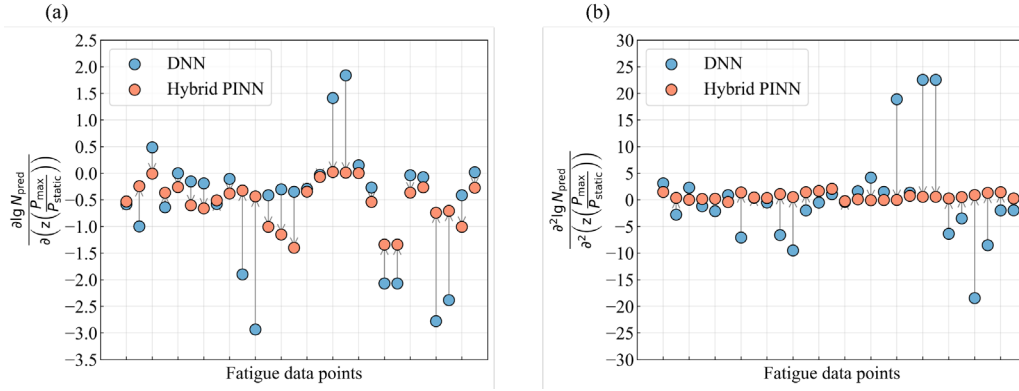 (a)
2.5
2.0
1.5
1.0
0.5
0.0
−0.5
−1.0
−1.5
−2.0
−2.5
−3.0
−3.5
DNN
Hybrid PINN
∂lg N_pred
∂(z(P_max/P_static))
Fatigue data points
(b)
30
25
20
15
10
5
0
−5
−10
−15
−20
−25
−30
DNN
Hybrid PINN
∂² lg N_pred
∂²(z(P_max/P_static))
Fatigue data points